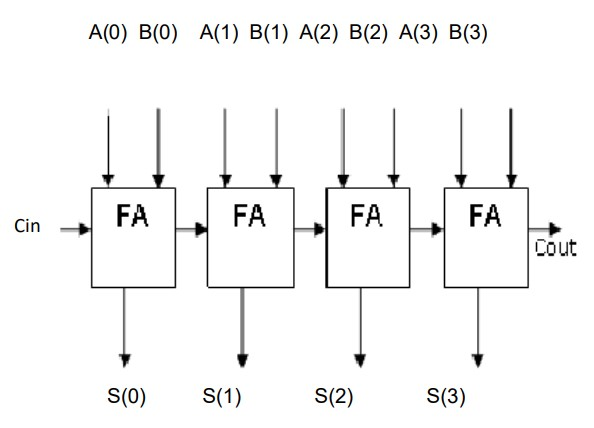 A(0) B(0) A(1) B(1) A(2) B(2) A(3) B(3)
FA FA FA FA
Cin
Cout
S(0) S(1) S(2) S(3)